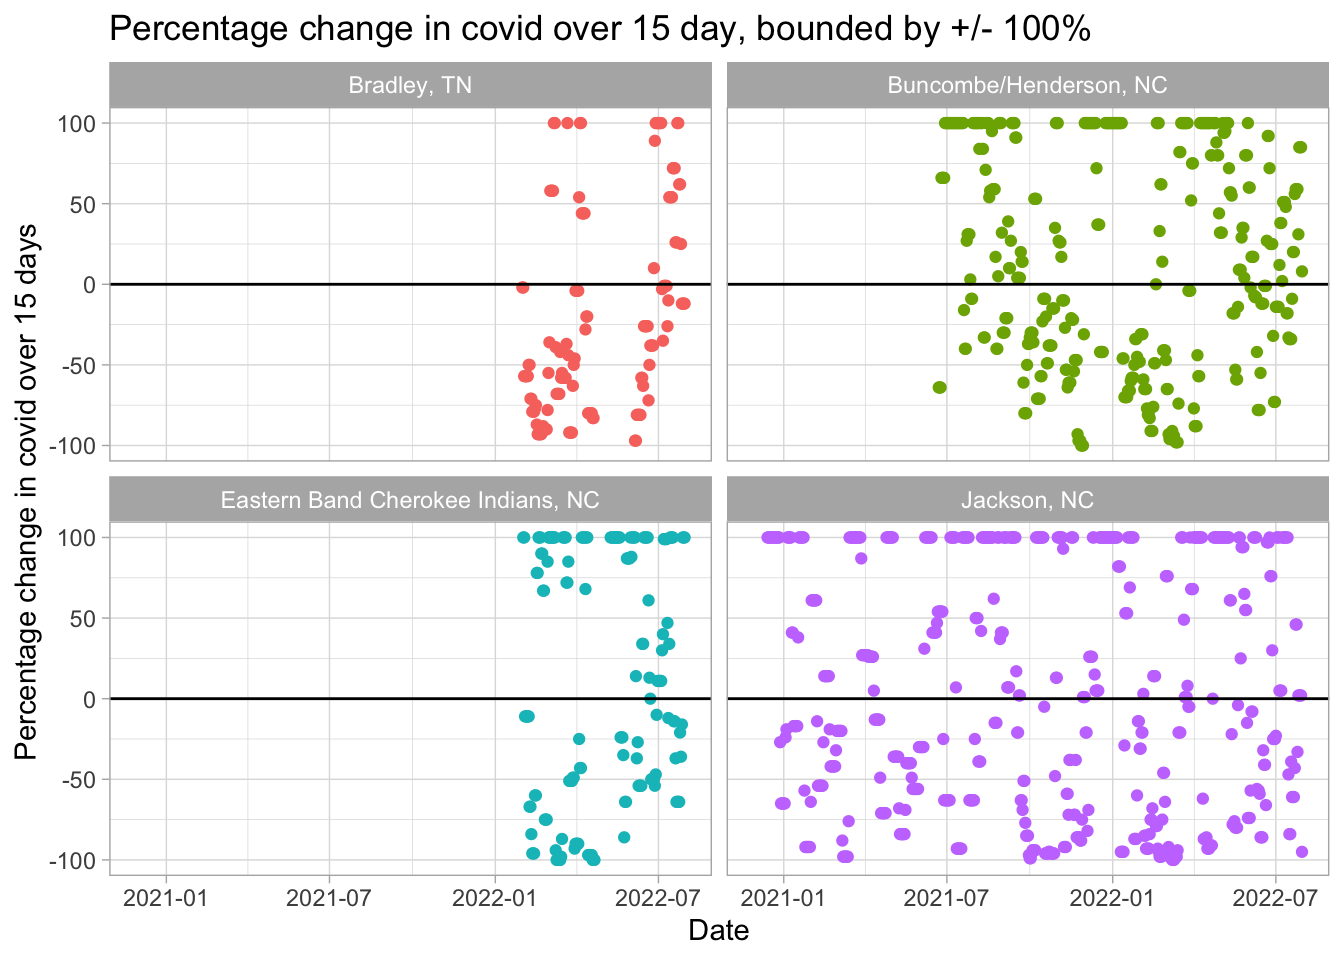 Percentage change in covid over 15 day, bounded by +/- 100%
Bradley, TN
Buncombe/Henderson, NC
100
50
0
-50
-100
Eastern Band Cherokee Indians, NC
Jackson, NC
100
50
0
-50
-100
Percentage change in covid over 15 days
2021-01
2021-07
2022-01
2022-07
2021-01
2021-07
2022-01
2022-07
Date